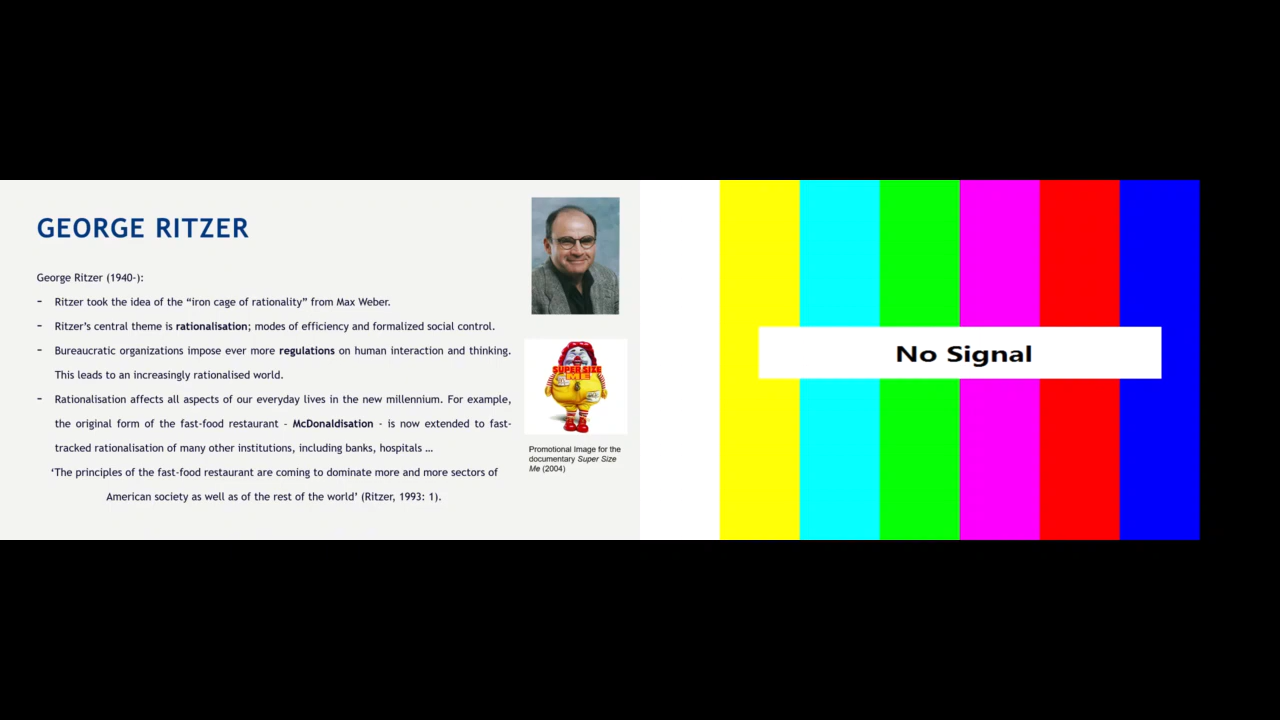 GEORGE RITZER
George Ritzer (1940-):
- Ritzer took the idea of the “iron cage of rationality” from Max Weber.
- Ritzer’s central theme is rationalisation; modes of efficiency and formalized social control.
- Bureaucratic organizations impose ever more regulations on human interaction and thinking.
This leads to an increasingly rationalised world.
- Rationalisation affects all aspects of our everyday lives in the new millennium. For example,
the original form of the fast-food restaurant - McDonaldisation - is now extended to fast-
tracked rationalisation of many other institutions, including banks, hospitals …
‘The principles of the fast-food restaurant are coming to dominate more and more sectors of
American society as well as of the rest of the world’ (Ritzer, 1993: 1).
SUPER SIZE
ME
Promotional Image for the
documentary Super Size
Me (2004)
No Signal